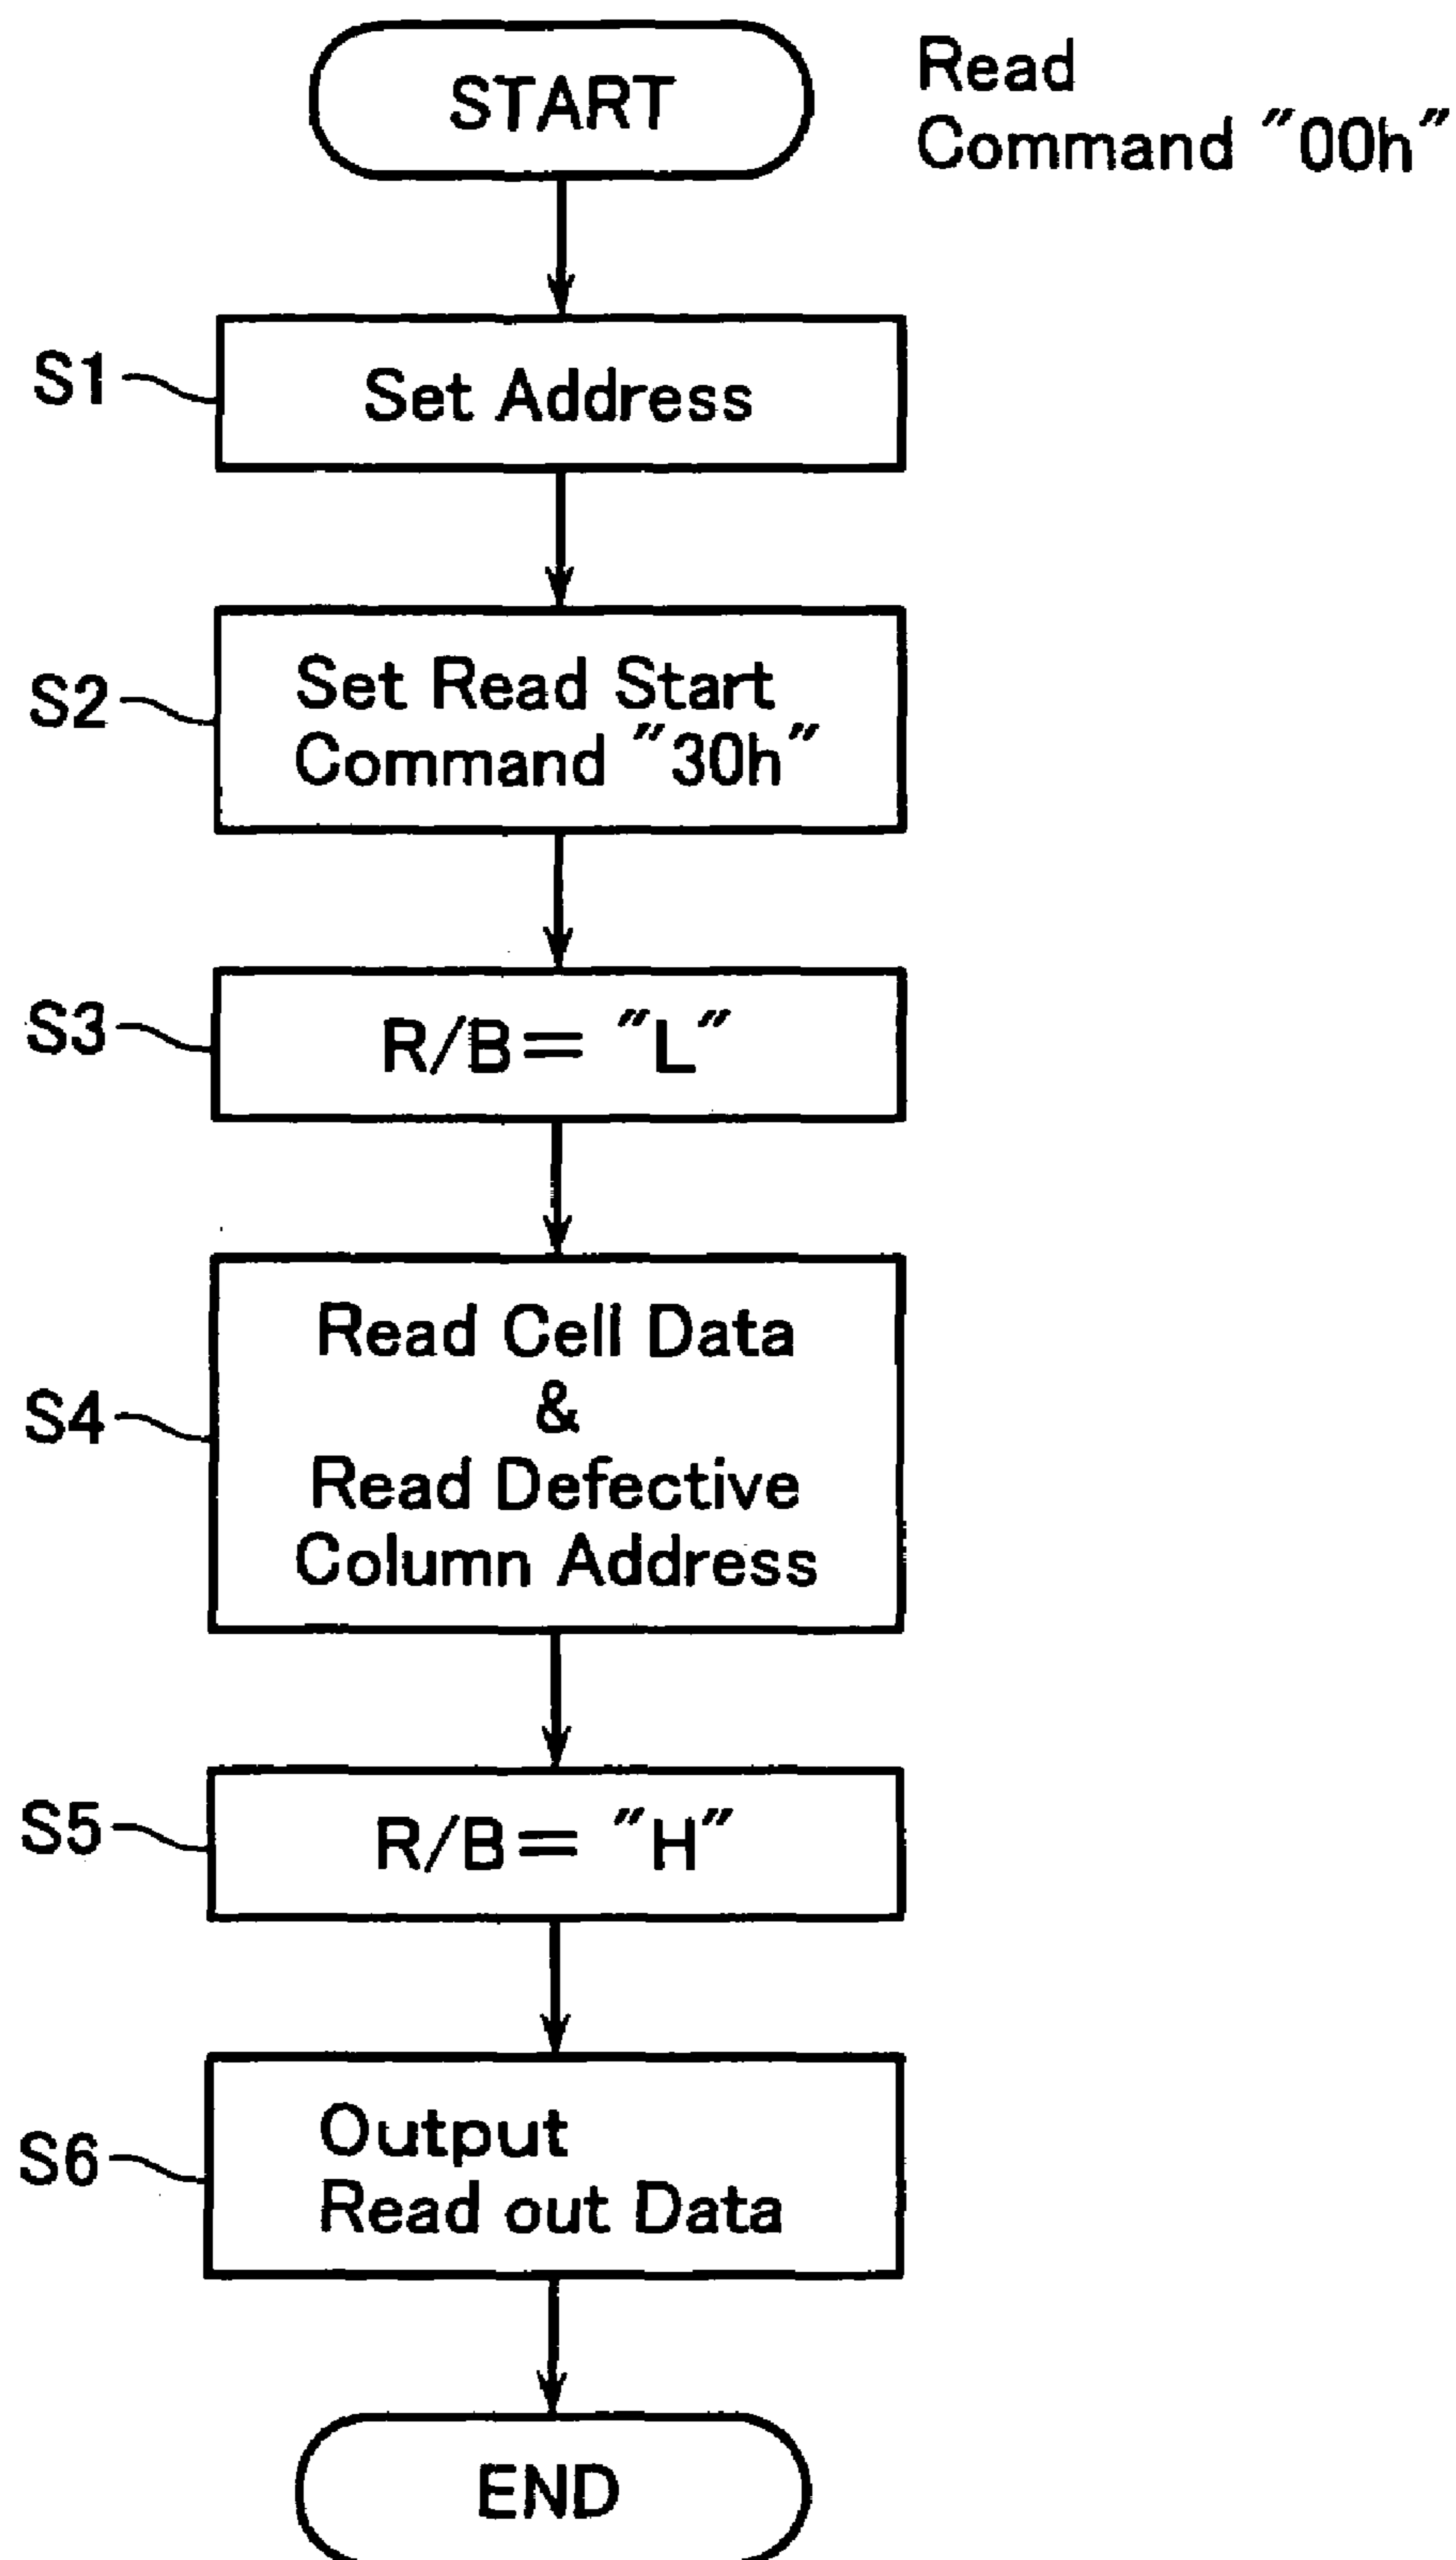 START
Read
Command "00h"
S1
Set Address
S2
Set Read Start
Command "30h"
S3
R/B= "L"
S4
Read Cell Data
&
Read Defective
Column Address
S5
R/B= "H"
S6
Output
Read out Data
END